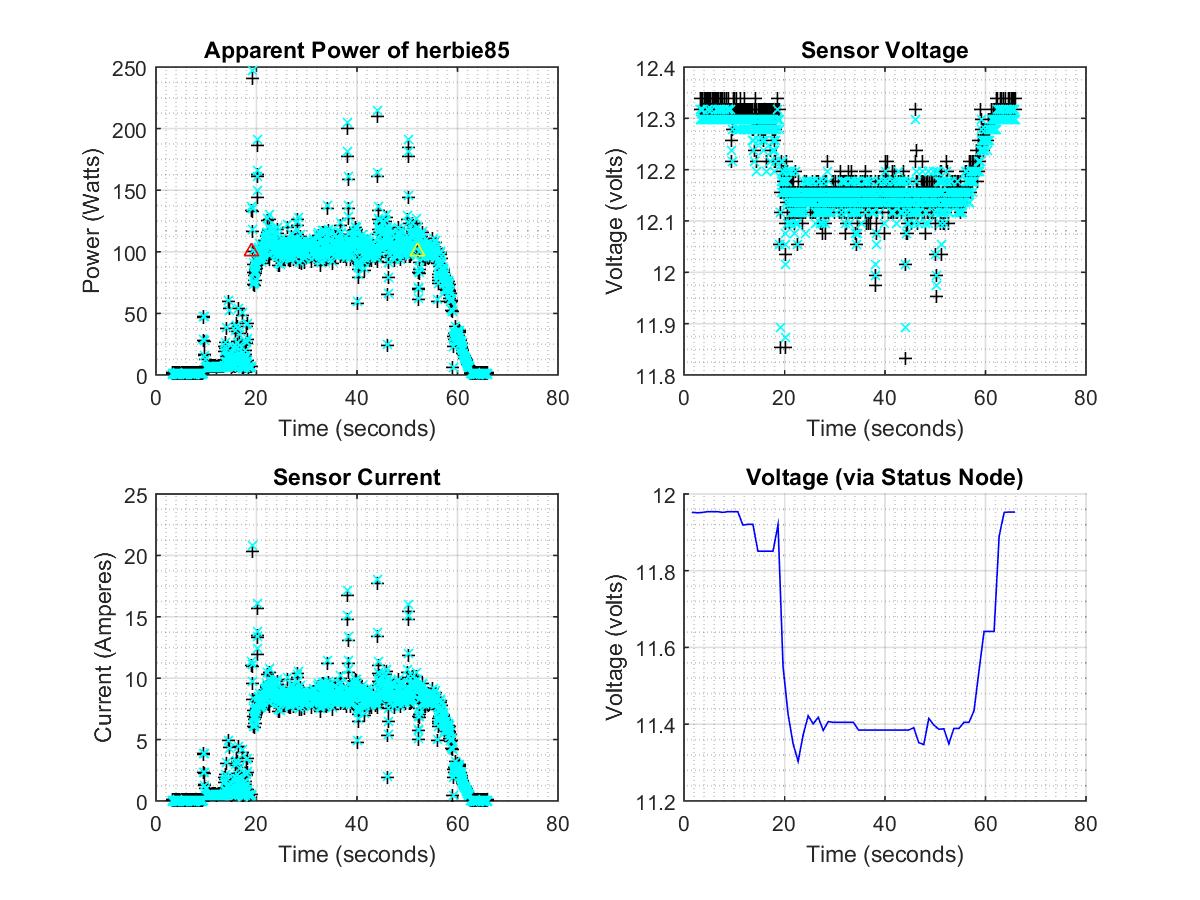 Apparent Power of herbie85
250
200
150
100
50
0
Power (Watts)
0 20 40 60 80
Time (seconds)
Sensor Voltage
12.4
12.3
12.2
12.1
12
11.9
11.8
Voltage (volts)
0 20 40 60 80
Time (seconds)
Sensor Current
25
20
15
10
5
0
Current (Amperes)
0 20 40 60 80
Time (seconds)
Voltage (via Status Node)
12
11.8
11.6
11.4
11.2
Voltage (volts)
0 20 40 60 80
Time (seconds)